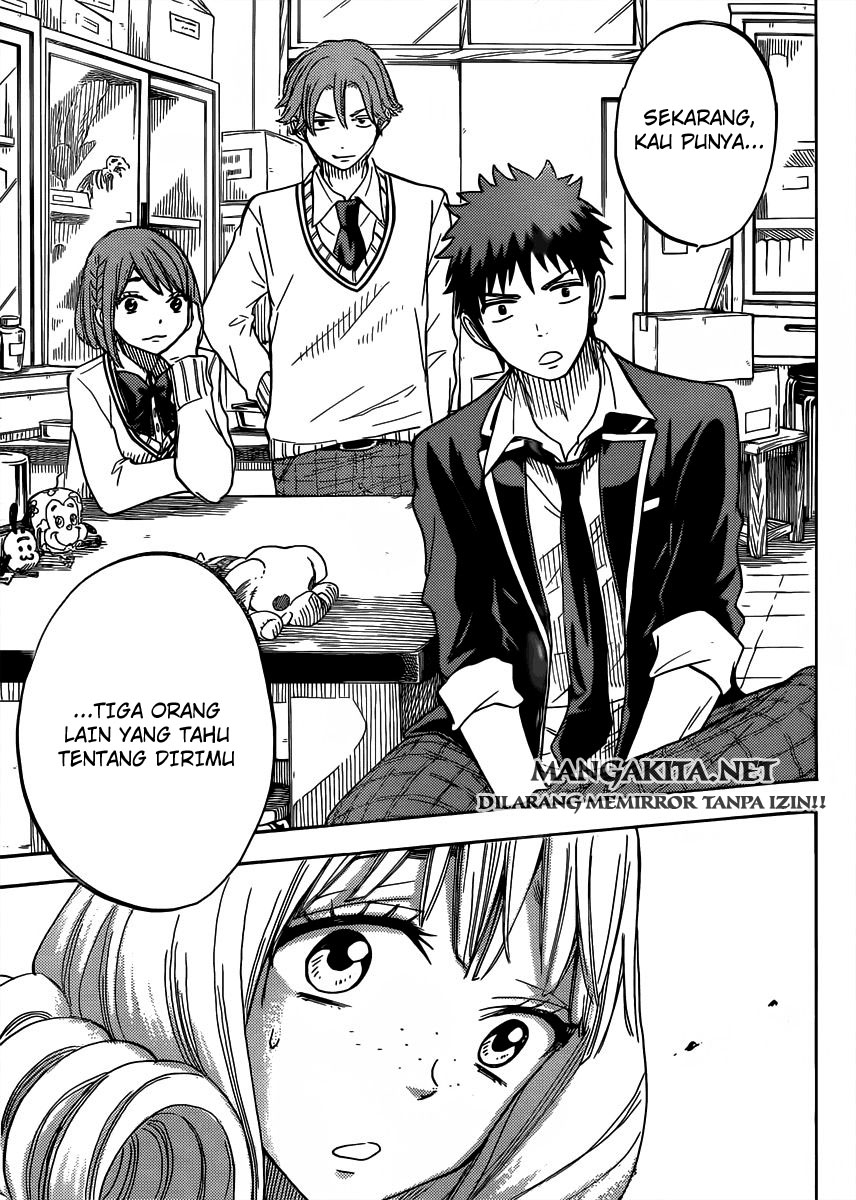 SEKARANG,
KAU PUNYA...
...TIGA ORANG
LAIN YANG TAHU
TENTANG DIRIMU
MANGAKITA.NET
DILARANG MEMIRROR TANPA IZIN!!